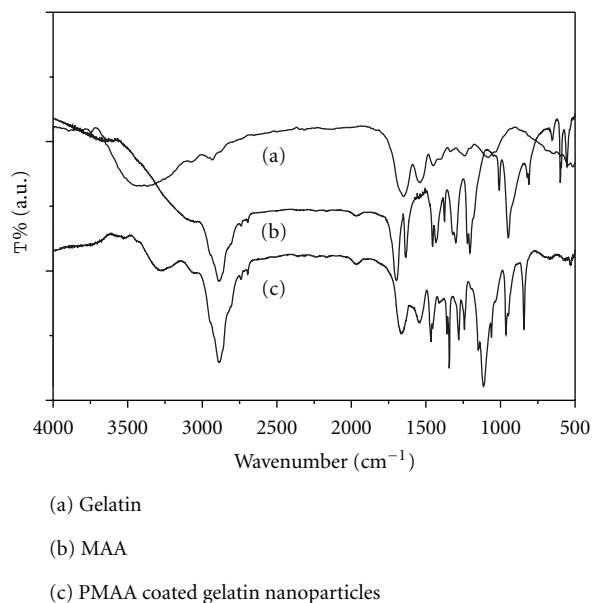 T% (a.u.)
(a)
(b)
(c)
4000 3500 3000 2500 2000 1500 1000 500
Wavenumber (cm⁻¹)
(a) Gelatin
(b) MAA
(c) PMAA coated gelatin nanoparticles